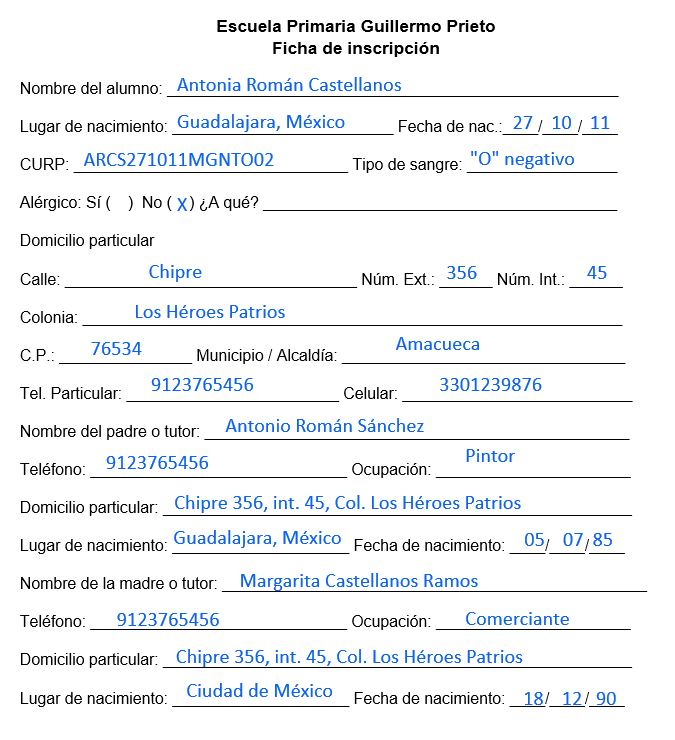 Escuela Primaria Guillermo Prieto
Ficha de inscripción
Nombre del alumno: Antonia Román Castellanos
Lugar de nacimiento: Guadalajara, México Fecha de nac.: 27 / 10 / 11
CURP: ARCS271011MGNTO02 Tipo de sangre: "O" negativo
Alérgico: Sí ( ) No ( X ) ¿A qué?
Domicilio particular
Calle: Chipre Núm. Ext.: 356 Núm. Int.: 45
Colonia: Los Héroes Patrios
C.P.: 76534 Municipio / Alcaldía: Amacueca
Tel. Particular: 9123765456 Celular: 3301239876
Nombre del padre o tutor: Antonio Román Sánchez
Teléfono: 9123765456 Ocupación: Pintor
Domicilio particular: Chipre 356, int. 45, Col. Los Héroes Patrios
Lugar de nacimiento: Guadalajara, México Fecha de nacimiento: 05/ 07 / 85
Nombre de la madre o tutor: Margarita Castellanos Ramos
Teléfono: 9123765456 Ocupación: Comerciante
Domicilio particular: Chipre 356, int. 45, Col. Los Héroes Patrios
Lugar de nacimiento: Ciudad de México Fecha de nacimiento: 18/ 12 / 90